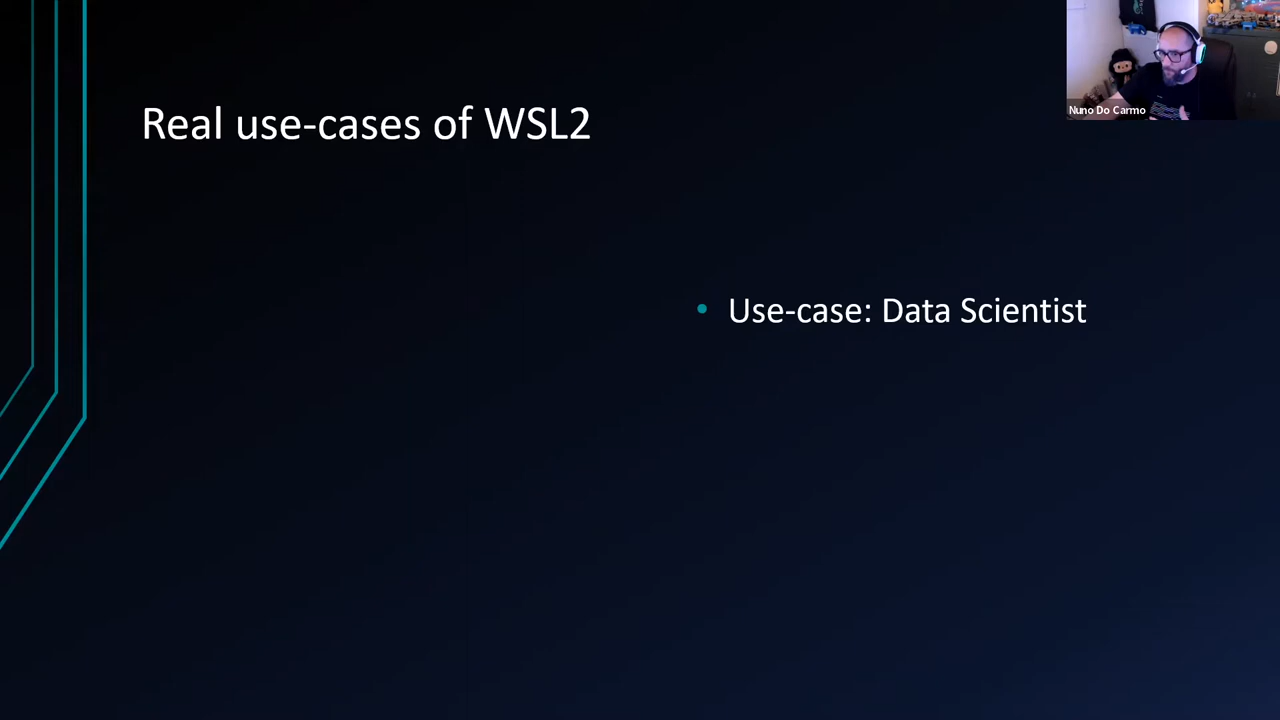 Real use-cases of WSL2
Nuno Do Carmo
• Use-case: Data Scientist